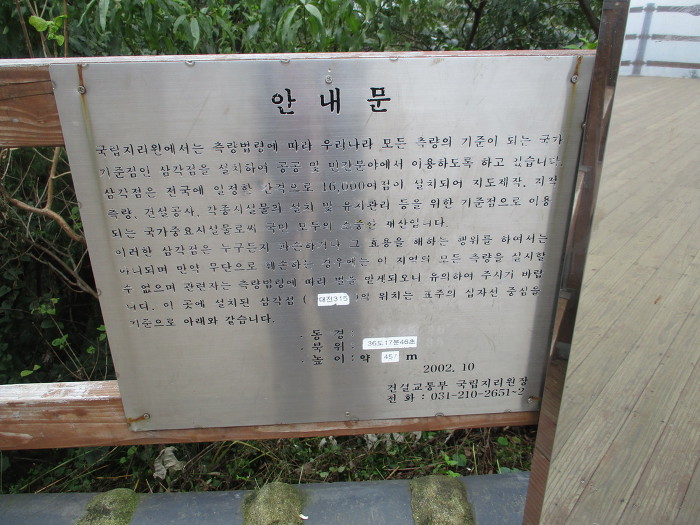 안 내 문
국립지리원에서는 측량법령에 따라 우리나라 모든 측량의 기준이 되는 국가
기준점인 삼각점을 설치하여 공공 및 민간분야에서 이용하도록 하고 있습니다.
삼각점은 전국에 일정한 간격으로 16,000여점이 설치되어 지도제작, 지적
측량, 건설공사, 각종시설물의 설치 및 유지관리 등을 위한 기준점으로 이용
되는 국가중요시설물로써 국민 모두의 소중한 재산입니다.
이러한 삼각점은 누구든지 파손하거나 그 효용을 해하는 행위를 하여서는
아니되며 만약 무단으로 훼손하는 경우에는 이 지역의 모든 측량을 실시할
수 없으며 관련자는 측량법령에 따라 벌을 받게되오니 유의하여 주시기 바랍
니다. 이 곳에 설치된 삼각점 ( 대전315 )의 위치는 표주의 십자선 중심을
기준으로 아래와 같습니다.
- 동 경 :
- 북 위 : 36도17분46초
- 높 이 : 약 457 m
2002. 10
건설교통부 국립지리원장
전 화 : 031-210-2651~2